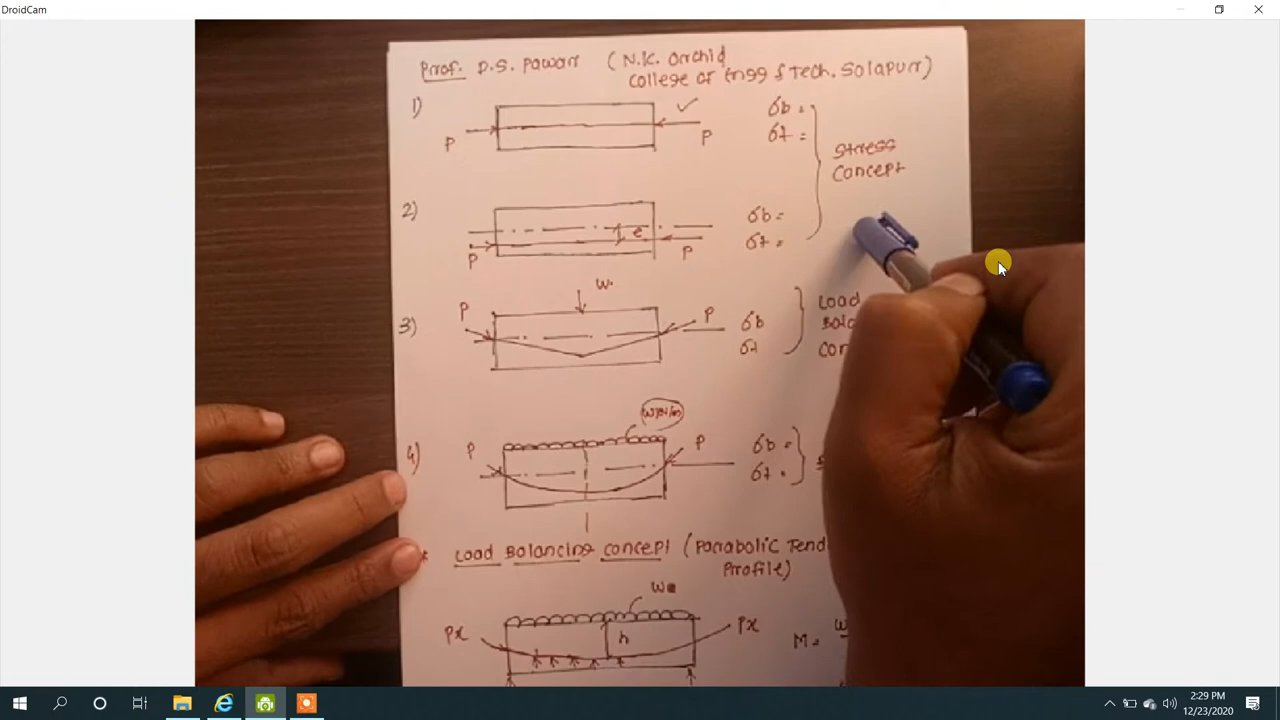 DroidCam
Prof. D.S. Pawar (N.K. Orchid
College of Engg & Tech. Solapur)
1)
P
P
σb =
σt =
Stress
Concept
2)
e
P
P
σb =
σt =
3)
W
P
P
σb
σt
Load
4)
P
P
σb =
σt =
* Load Balancing concept (Parabolic
Profile)
Px
h
Px
M =
2:29 PM
12/23/2020